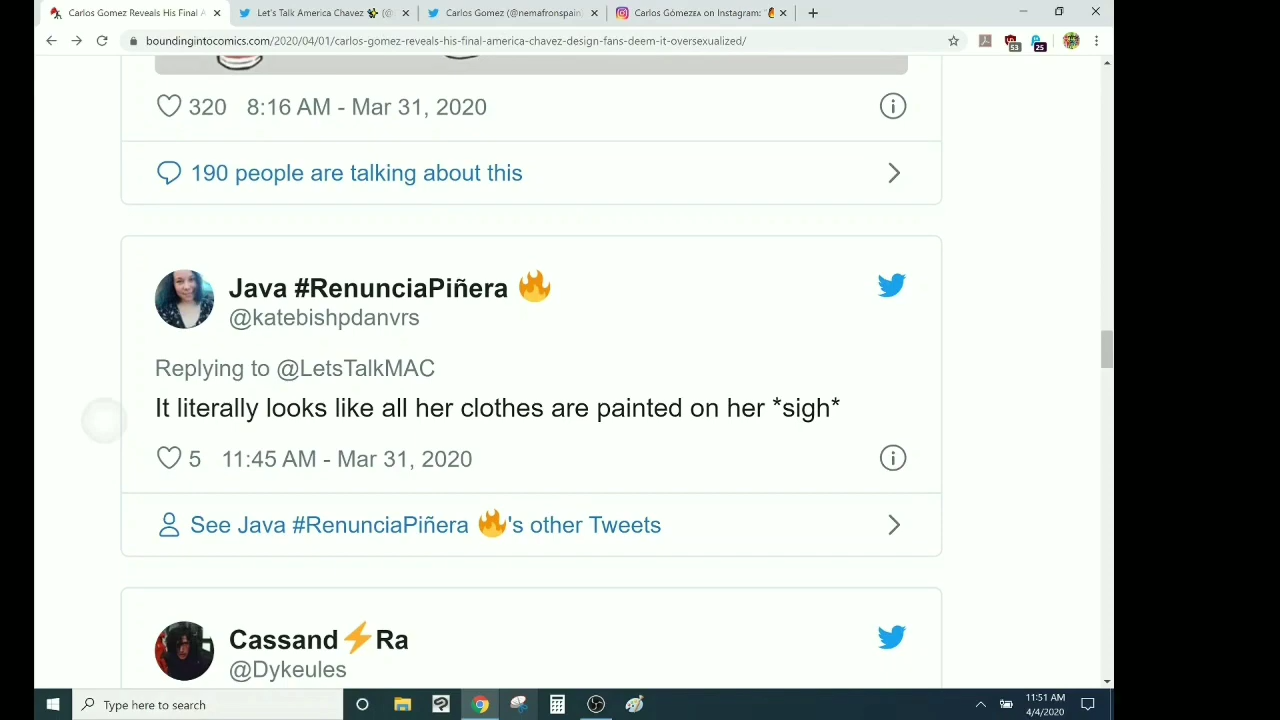 Carlos Gomez Reveals His Final A
Let's Talk America Chavez (@
Carlos Gomez (@nemafronspain
Carlos Gómez on Instagram: "
boundingintocomics.com/2020/04/01/carlos-gomez-reveals-his-final-america-chavez-design-fans-deem-it-oversexualized/
53
25
320 8:16 AM - Mar 31, 2020
190 people are talking about this
Java #RenunciaPiñera 🔥
@katebishpdanvrs
Replying to @LetsTalkMAC
It literally looks like all her clothes are painted on her *sigh*
5 11:45 AM - Mar 31, 2020
See Java #RenunciaPiñera 🔥's other Tweets
Cassand⚡Ra
@Dykeules
Type here to search
11:51 AM
4/4/2020